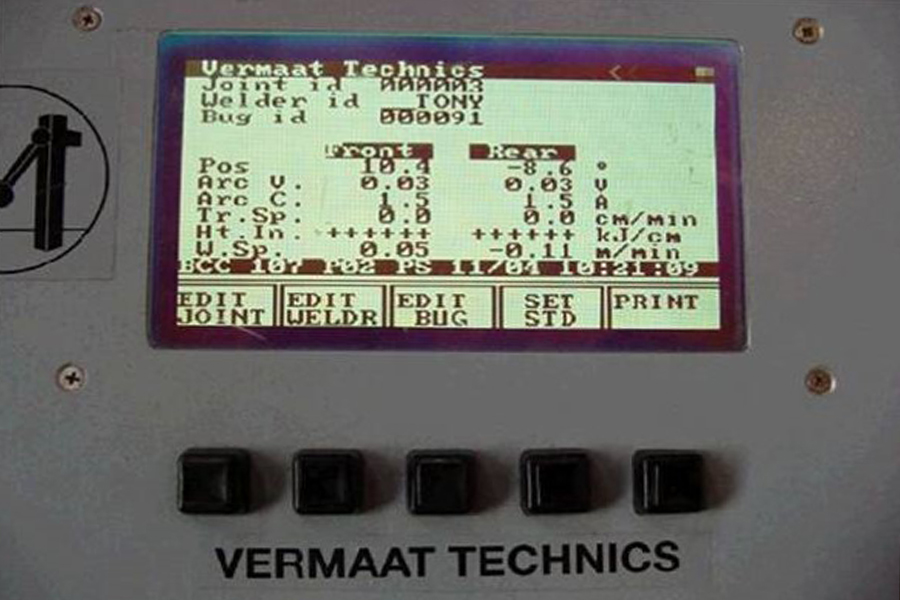 Vermaat Technics
Joint id 000003
Welder id __TONY
Bug id 000091
Front Rear
Pos 10.4 -8.6 °
Arc V. 0.03 0.03 V
Arc C. 1.5 1.5 A
Tr.Sp. 0.0 0.0 cm/min
Ht.In. ++++++ ++++++ kJ/cm
W.Sp. 0.05 -0.11 m/min
BCC 107 P02 PS 11/04 10:21:09
EDIT JOINT
EDIT WELDR
EDIT BUG
SET STD
PRINT
VERMAAT TECHNICS